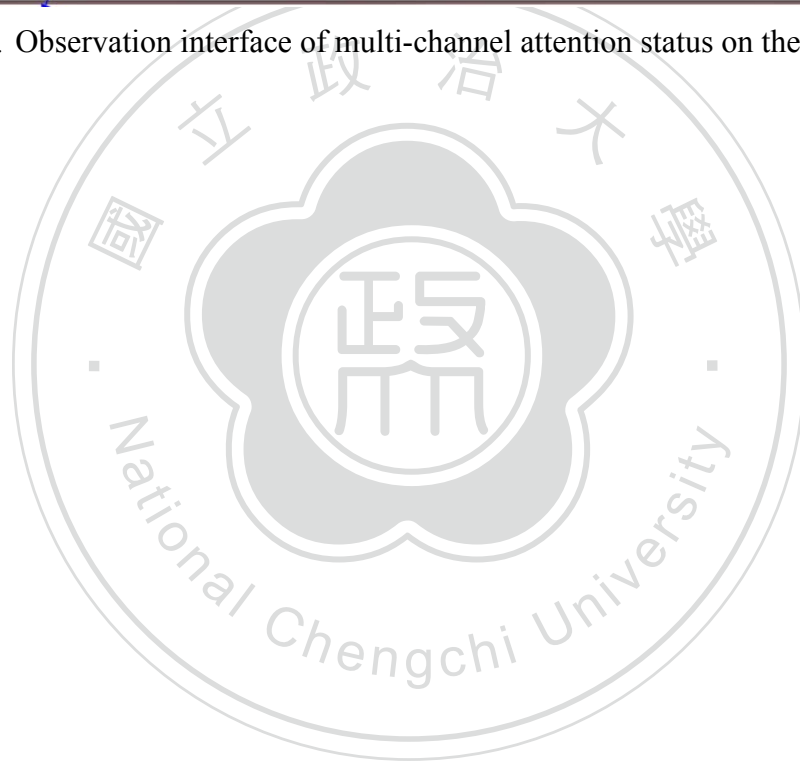 Observation interface of multi-channel attention status on the
國立政治大學
政大
National Chengchi University